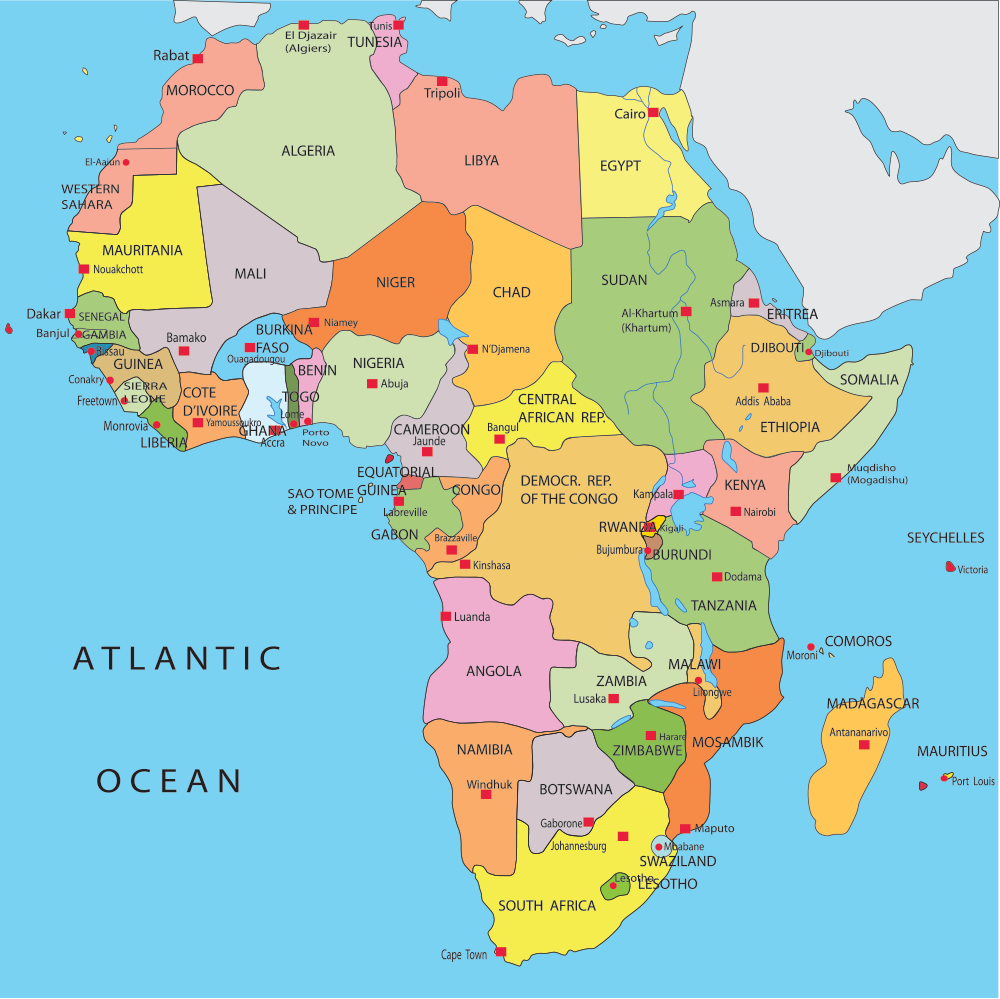 El Djazair
(Algiers)
Tunis
TUNESIA
Rabat
MOROCCO
Tripoli
Cairo
ALGERIA
LIBYA
EGYPT
El-Aaiun
WESTERN
SAHARA
MAURITANIA
Nouakchott
MALI
NIGER
CHAD
SUDAN
Al-Khartum
(Khartum)
Asmara
ERITREA
Dakar
SENEGAL
Banjul
GAMBIA
Bissau
Bamako
BURKINA
FASO
Ouagadougou
Niamey
N'Djamena
DJIBOUTI
Djibouti
GUINEA
Conakry
SIERRA
LEONE
Freetown
COTE
D'IVOIRE
Yamoussoukro
Monrovia
LIBERIA
GHANA
Accra
BENIN
TOGO
Lome
Porto
Novo
NIGERIA
Abuja
CENTRAL
AFRICAN REP.
Bangui
Addis Ababa
ETHIOPIA
SOMALIA
CAMEROON
Jaunde
EQUATORIAL
GUINEA
SAO TOME
& PRINCIPE
Labreville
GABON
CONGO
Brazzaville
Kinshasa
DEMOCR. REP.
OF THE CONGO
Kampala
KENYA
Nairobi
Muqdisho
(Mogadishu)
RWANDA
Kigali
Bujumbura
BURUNDI
Dodama
TANZANIA
SEYCHELLES
Victoria
Luanda
ANGOLA
ZAMBIA
Lusaka
MALAWI
Lilongwe
Moroni
COMOROS
ATLANTIC
OCEAN
MADAGASCAR
Antananarivo
NAMIBIA
Windhuk
BOTSWANA
Gaborone
Harare
ZIMBABWE
MOSAMBIK
MAURITIUS
Port Louis
Johannesburg
Maputo
Mbabane
SWAZILAND
Lesotho
LESOTHO
SOUTH AFRICA
Cape Town